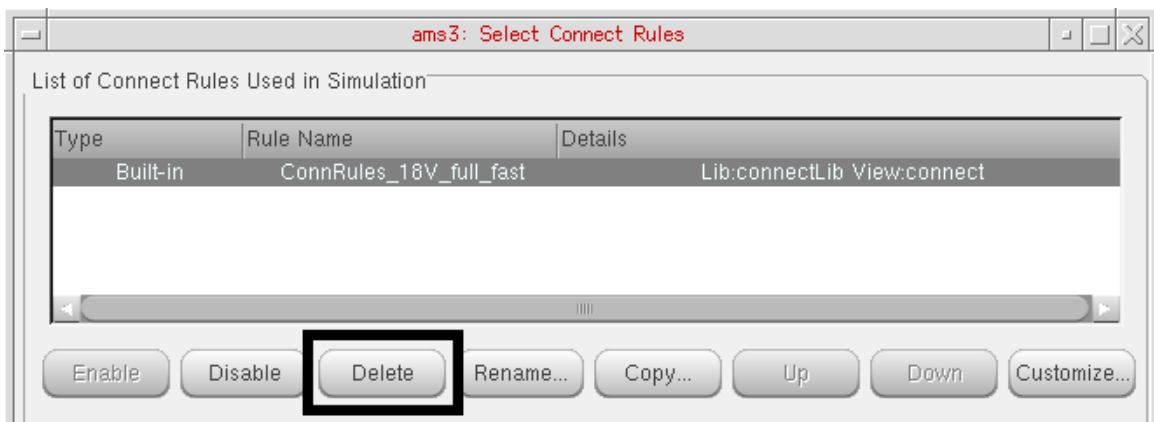 ams3: Select Connect Rules
List of Connect Rules Used in Simulation
Type Rule Name Details
Built-in ConnRules_18V_full_fast Lib:connectLib View:connect
Enable Disable Delete Rename... Copy... Up Down Customize...